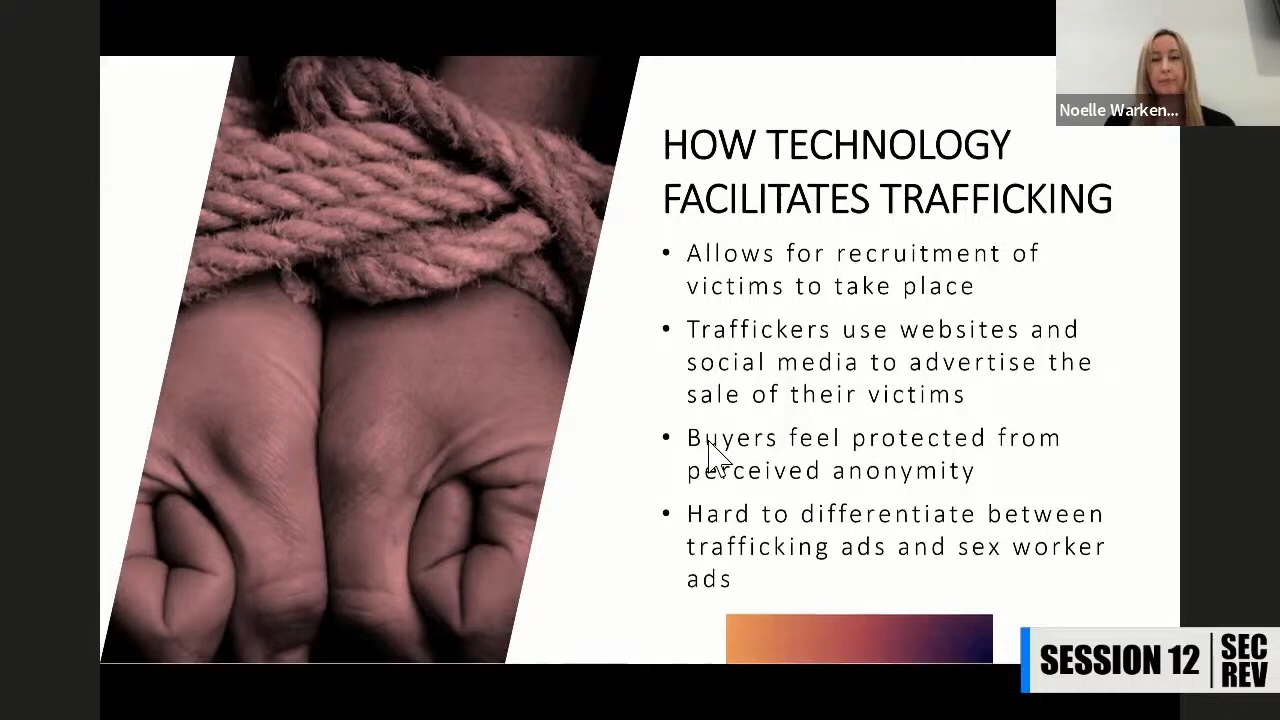 Noelle Warken...
HOW TECHNOLOGY
FACILITATES TRAFFICKING
• Allows for recruitment of
victims to take place
• Traffickers use websites and
social media to advertise the
sale of their victims
• Buyers feel protected from
perceived anonymity
• Hard to differentiate between
trafficking ads and sex worker
ads
SESSION 12
SEC
REV